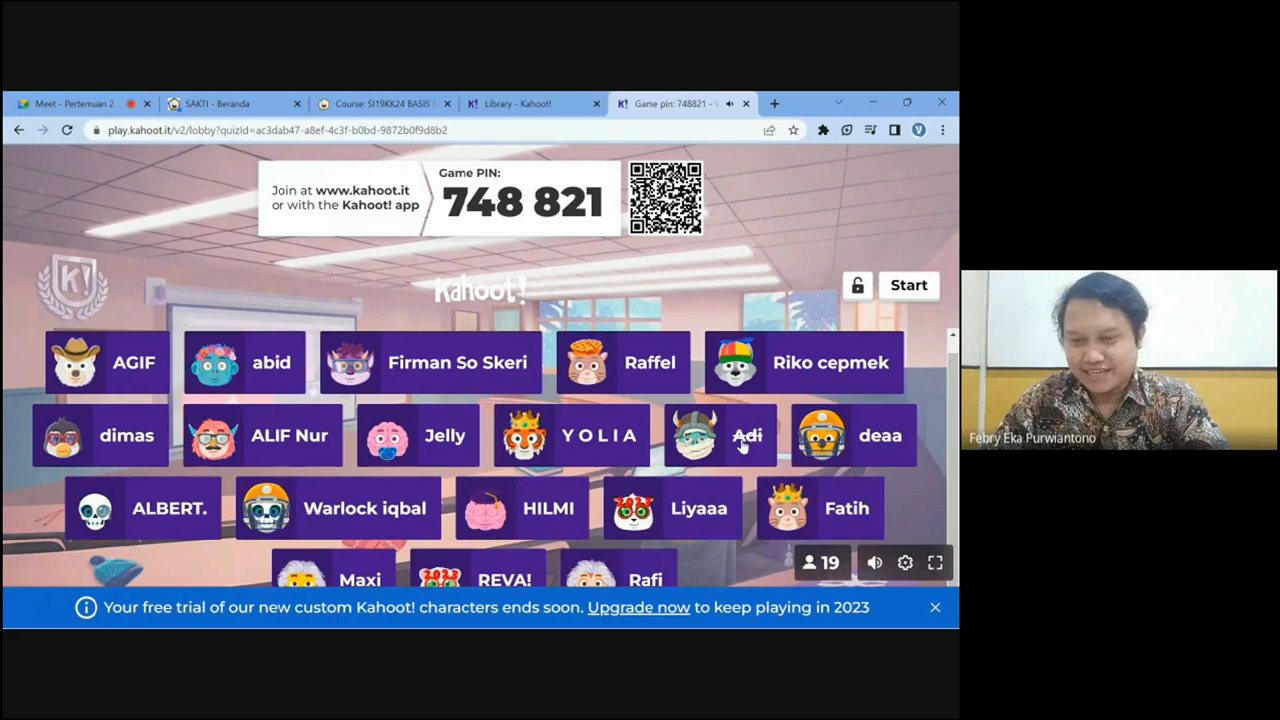 Meet - Pertemuan 2
SAKTI - Beranda
Course: SI19KK24 BASIS
Library - Kahoot!
Game pin: 748821 -
play.kahoot.it/v2/lobby?quizId=ac3dab47-a8ef-4c3f-b0bd-9872b0f9d8b2
V
Join at www.kahoot.it
or with the Kahoot! app
Game PIN:
748 821
K!
Kahoot!
Start
AGIF
abid
Firman So Skeri
Raffel
Riko cepmek
dimas
ALIF Nur
Jelly
Y O L I A
Adi
deaa
ALBERT.
Warlock iqbal
HILMI
Liyaaa
Fatih
Maxi
REVA!
Rafi
19
Your free trial of our new custom Kahoot! characters ends soon. Upgrade now to keep playing in 2023
Febry Eka Purwiantono